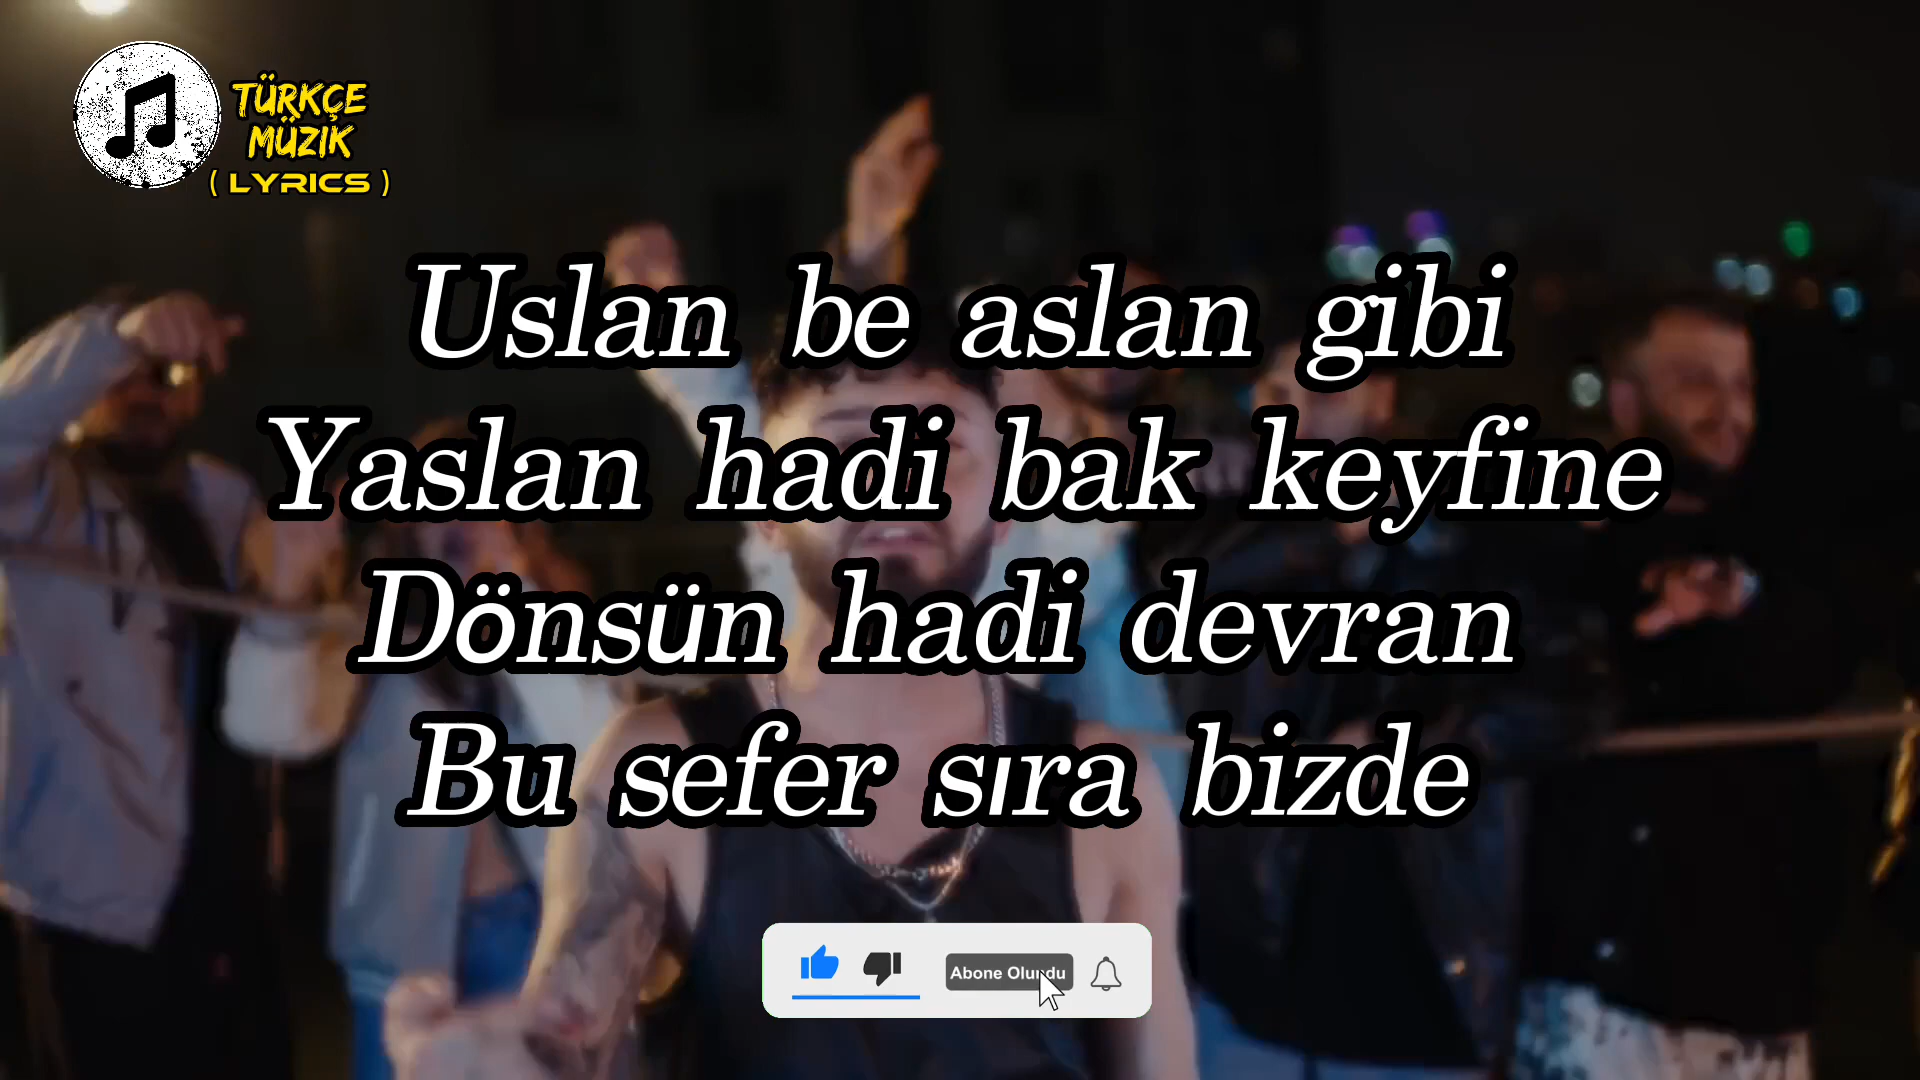 TÜRKÇE
MÜZİK
( LYRICS )
Uslan be aslan gibi
Yaslan hadi bak keyfine
Dönsün hadi devran
Bu sefer sıra bizde
Abone Olundu